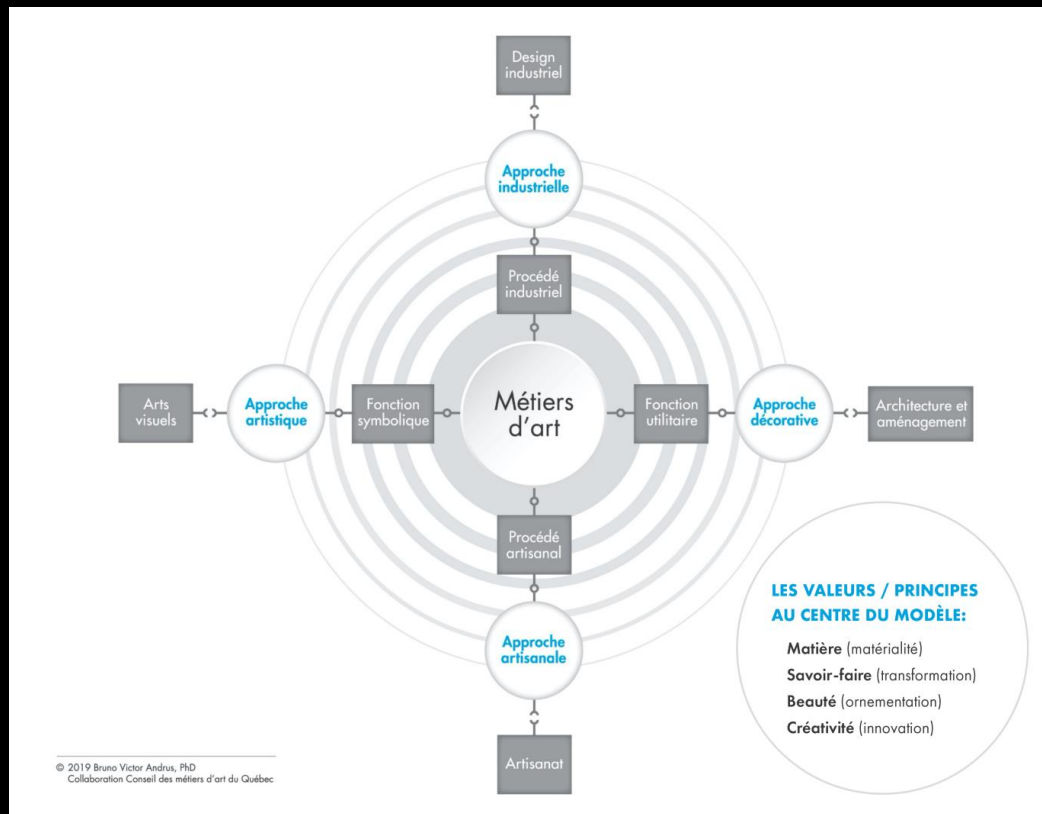 Design
industriel
Approche
industrielle
Procédé
industriel
Arts
visuels
Approche
artistique
Fonction
symbolique
Métiers
d'art
Fonction
utilitaire
Approche
décorative
Architecture et
aménagement
Procédé
artisanal
Approche
artisanale
Artisanat
LES VALEURS / PRINCIPES
AU CENTRE DU MODÈLE:
Matière (matérialité)
Savoir-faire (transformation)
Beauté (ornementation)
Créativité (innovation)
© 2019 Bruno Victor Andrus, PhD
Collaboration Conseil des métiers d'art du Québec